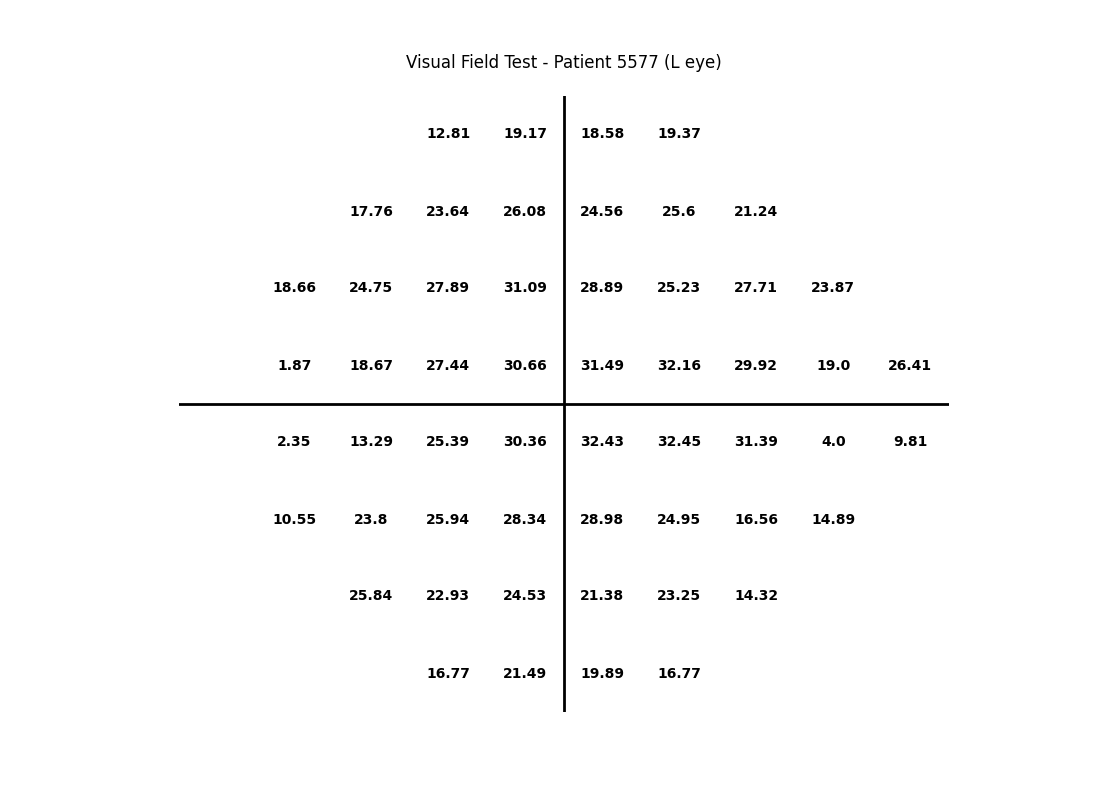 Visual Field Test - Patient 5577 (L eye)
12.81 19.17 18.58 19.37
17.76 23.64 26.08 24.56 25.6 21.24
18.66 24.75 27.89 31.09 28.89 25.23 27.71 23.87
1.87 18.67 27.44 30.66 31.49 32.16 29.92 19.0 26.41
2.35 13.29 25.39 30.36 32.43 32.45 31.39 4.0 9.81
10.55 23.8 25.94 28.34 28.98 24.95 16.56 14.89
25.84 22.93 24.53 21.38 23.25 14.32
16.77 21.49 19.89 16.77